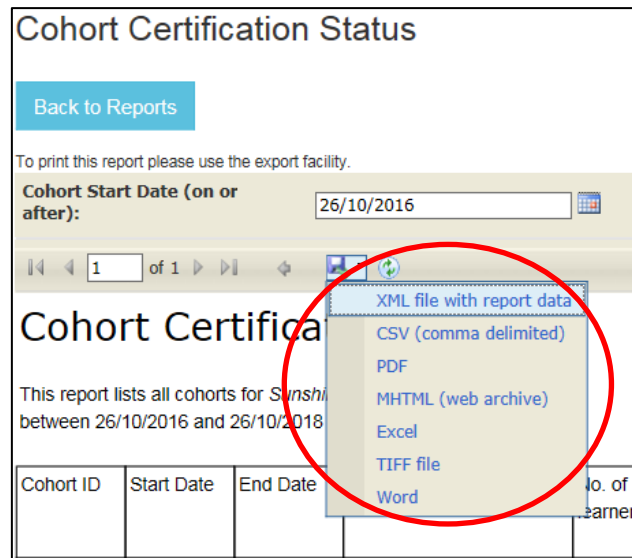 Cohort Certification Status
Back to Reports
To print this report please use the export facility.
Cohort Start Date (on or
after):
26/10/2016
1 of 1
XML file with report data
CSV (comma delimited)
PDF
MHTML (web archive)
Excel
TIFF file
Word
Cohort Certificat
This report lists all cohorts for Sunshi
between 26/10/2016 and 26/10/2018
Cohort ID Start Date End Date No. of
learner